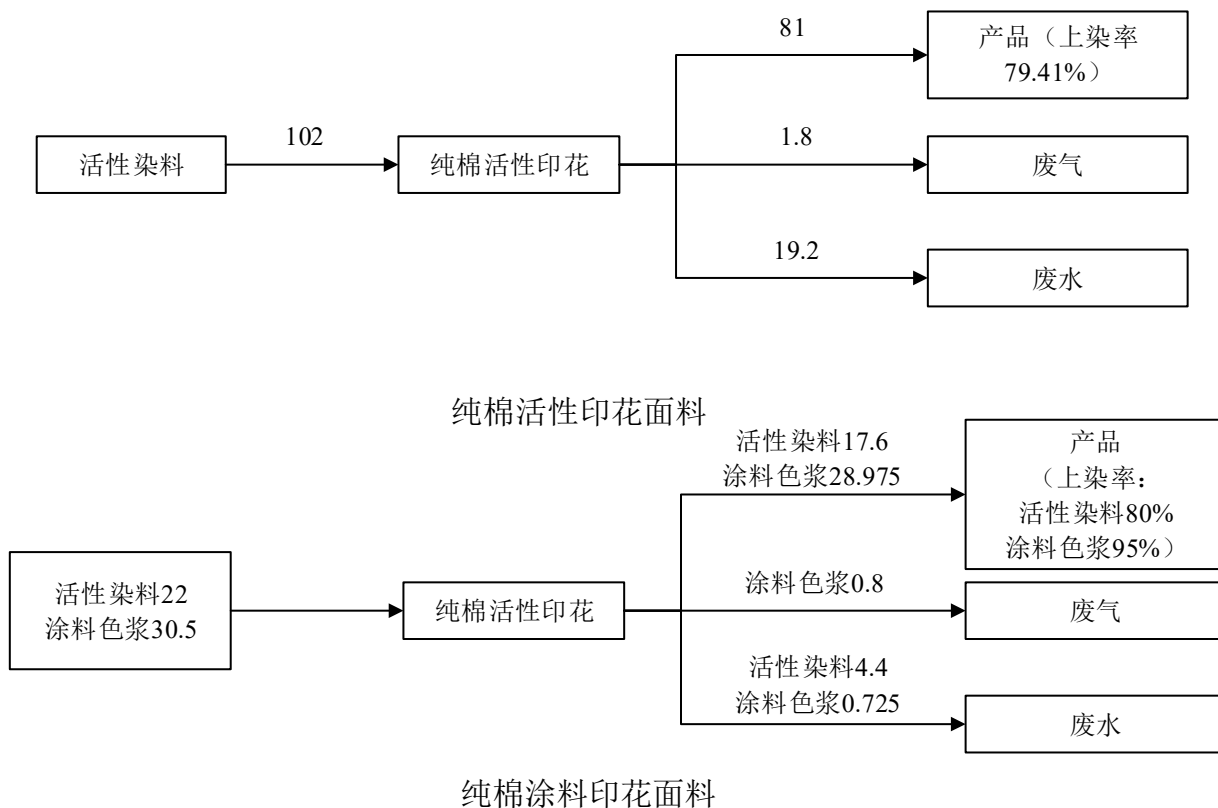 81
产品（上染率
79.41%）
活性染料
102
纯棉活性印花
1.8
废气
19.2
废水
纯棉活性印花面料
活性染料17.6
涂料色浆28.975
产品
（上染率：
活性染料80%
涂料色浆95%）
活性染料22
涂料色浆30.5
纯棉活性印花
涂料色浆0.8
废气
活性染料4.4
涂料色浆0.725
废水
纯棉涂料印花面料